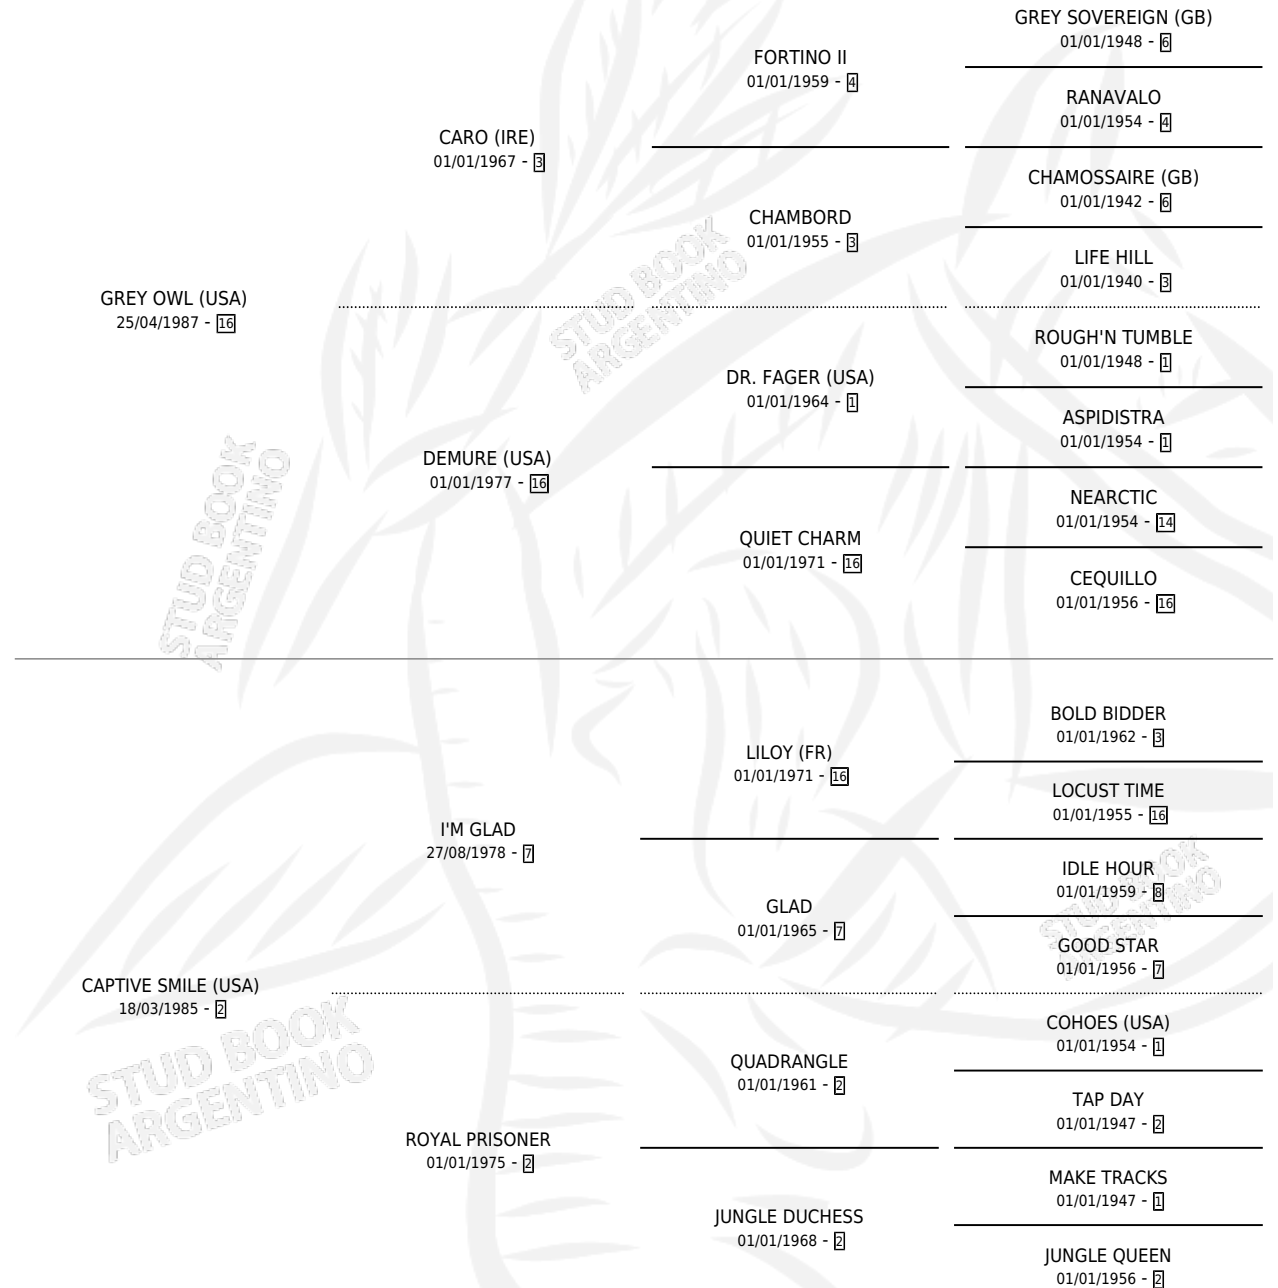 GREY SOVEREIGN (GB)
01/01/1948 - 6
FORTINO II
01/01/1959 - 4
RANAVALO
01/01/1954 - 4
CARO (IRE)
01/01/1967 - 3
CHAMOSSAIRE (GB)
01/01/1942 - 6
CHAMBORD
01/01/1955 - 3
LIFE HILL
01/01/1940 - 3
GREY OWL (USA)
25/04/1987 - 16
STUD BOOK
ARGENTINO
ROUGH'N TUMBLE
01/01/1948 - 1
DR. FAGER (USA)
01/01/1964 - 1
ASPIDISTRA
01/01/1954 - 1
DEMURE (USA)
01/01/1977 - 16
NEARCTIC
01/01/1954 - 14
QUIET CHARM
01/01/1971 - 16
CEQUILLO
01/01/1956 - 16
STUD BOOK
ARGENTINO
BOLD BIDDER
01/01/1962 - 3
LILOY (FR)
01/01/1971 - 16
LOCUST TIME
01/01/1955 - 16
I'M GLAD
27/08/1978 - 7
IDLE HOUR
01/01/1959 - 8
GLAD
01/01/1965 - 7
STUD BOOK
ARGENTINO
GOOD STAR
01/01/1956 - 7
CAPTIVE SMILE (USA)
18/03/1985 - 2
COHOES (USA)
01/01/1954 - 1
QUADRANGLE
01/01/1961 - 2
STUD BOOK
ARGENTINO
TAP DAY
01/01/1947 - 2
ROYAL PRISONER
01/01/1975 - 2
MAKE TRACKS
01/01/1947 - 1
JUNGLE DUCHESS
01/01/1968 - 2
JUNGLE QUEEN
01/01/1956 - 2